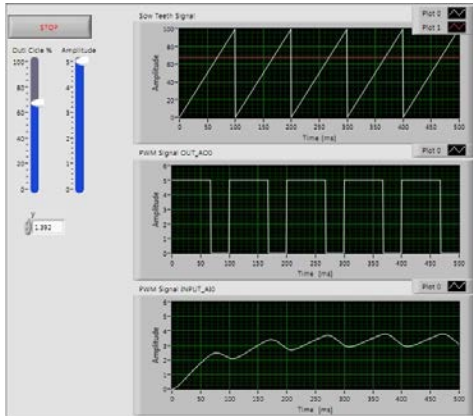 STOP
Duti Cicle %
Amplitude
100-
80-
60-
40-
20-
0-
5-
4-
3-
2-
1-
0-
y
1.392
Sow Teeth Signal
Plot 0
Plot 1
Amplitude
100
80
60
40
20
0
0 50 100 150 200 250 300 350 400 450 500
Time [ms]
PWM Signal OUT_AO0
Plot 0
Amplitude
6
5
4
3
2
1
0
0 50 100 150 200 250 300 350 400 450 500
Time [ms]
PWM Signal INPUT_AI0
Plot 0
Amplitude
6
5
4
3
2
1
0
0 50 100 150 200 250 300 350 400 450 500
Time [ms]